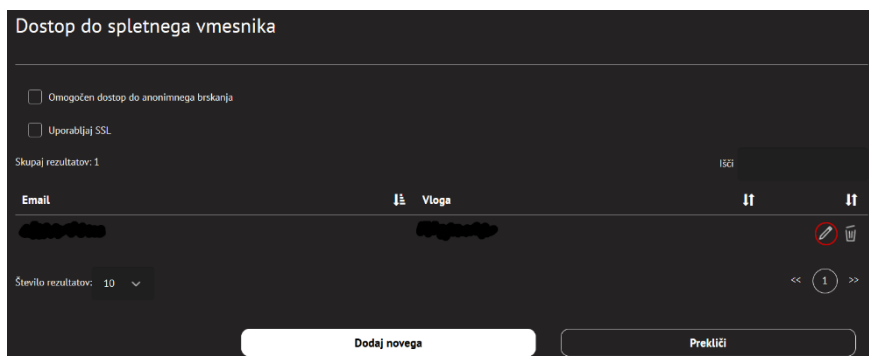 Dostop do spletnega vmesnika
Omogočen dostop do anonimnega brskanja
Uporabljaj SSL
Skupaj rezultatov: 1 Išči
Email Vloga
Število rezultatov: 10 << 1 >>
Dodaj novega Prekliči